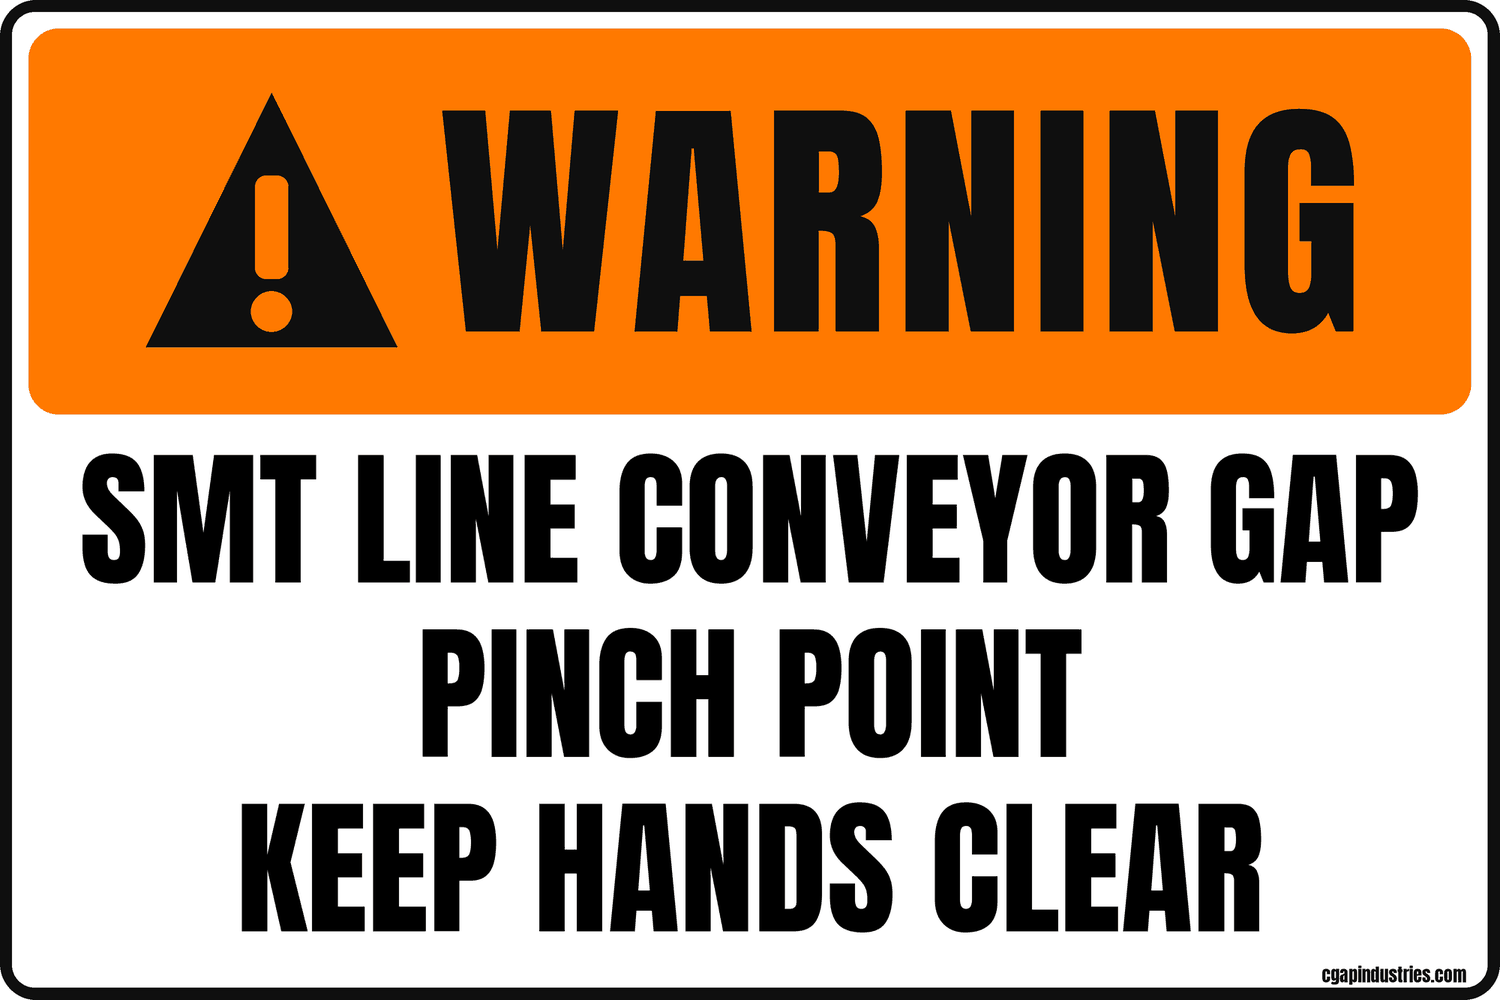 WARNING
SMT LINE CONVEYOR GAP
PINCH POINT
KEEP HANDS CLEAR
cgapindustries.com